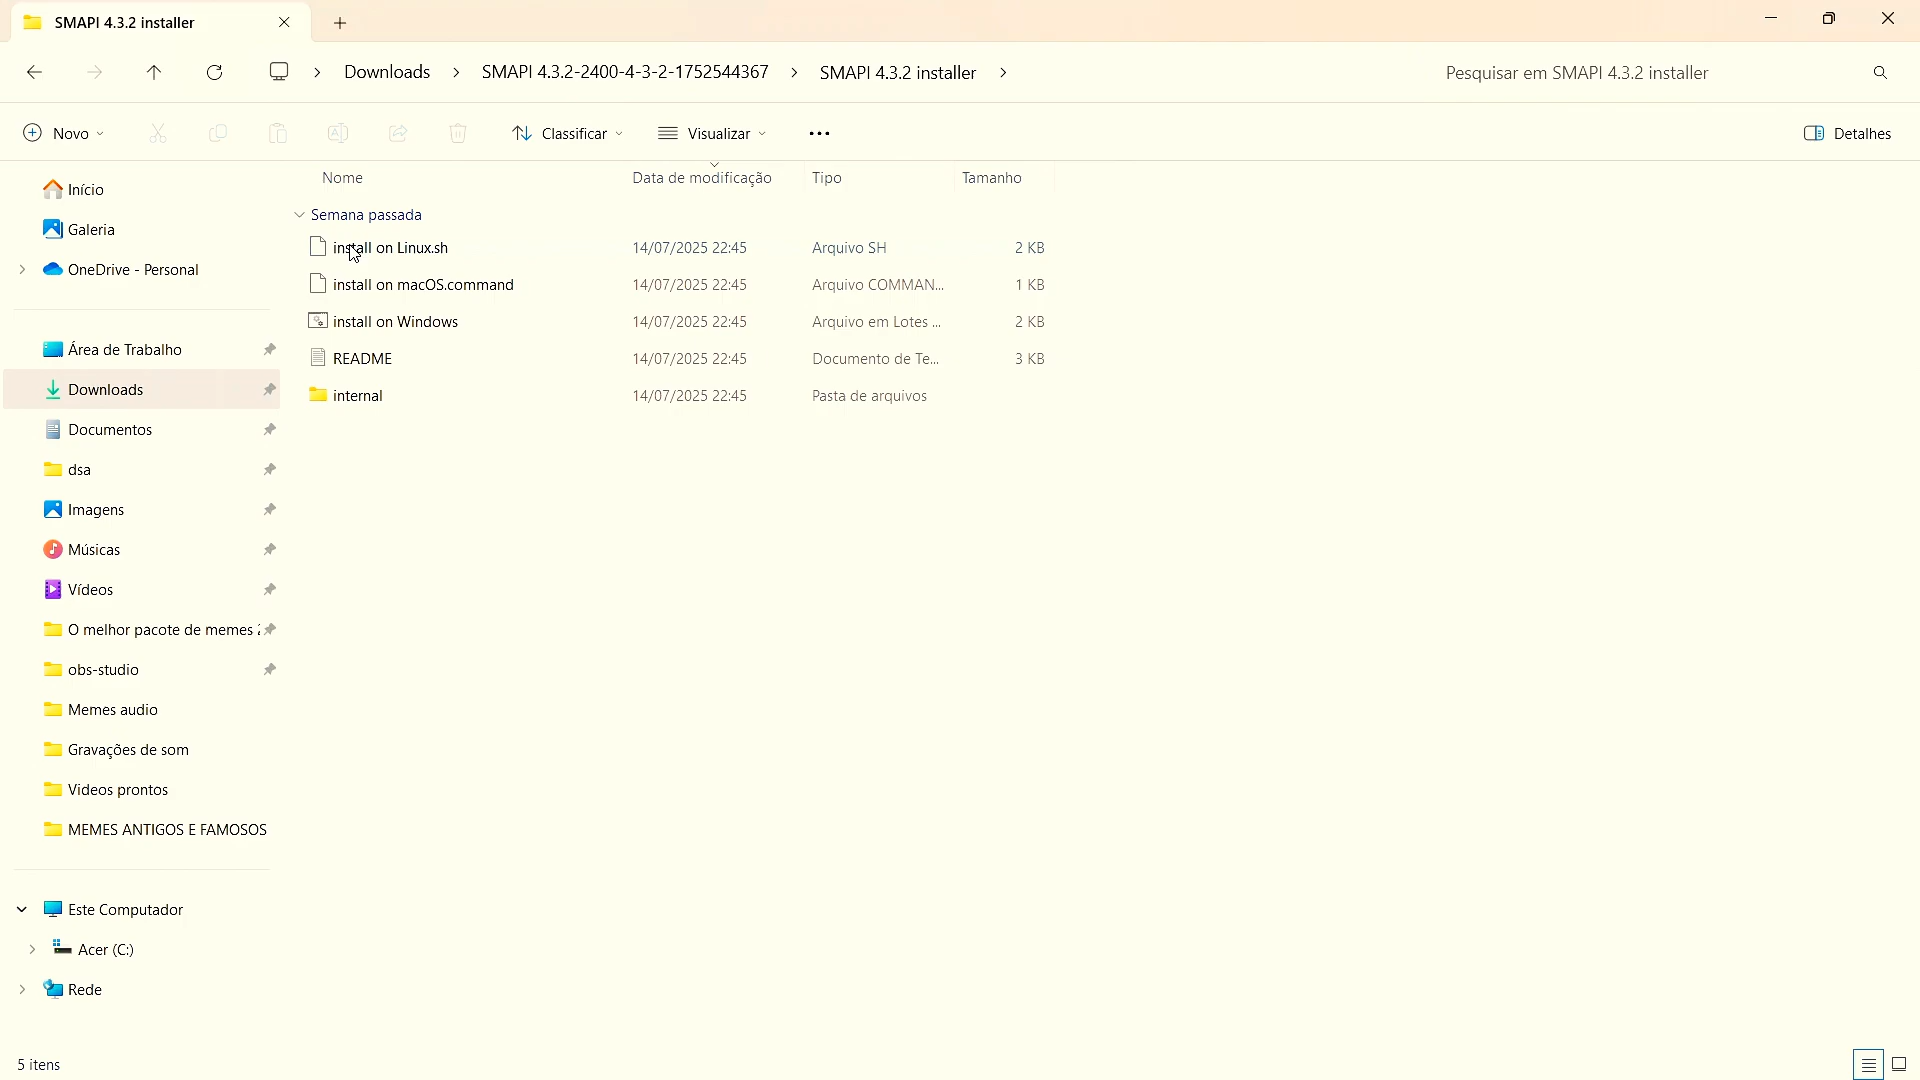 SMAPI 4.3.2 installer
Downloads
SMAPI 4.3.2-2400-4-3-2-1752544367
SMAPI 4.3.2 installer
Pesquisar em SMAPI 4.3.2 installer
Novo
Classificar
Visualizar
Detalhes
Nome
Data de modificação
Tipo
Tamanho
Semana passada
install on Linux.sh 14/07/2025 22:45 Arquivo SH 2 KB
install on macOS.command 14/07/2025 22:45 Arquivo COMMAN... 1 KB
install on Windows 14/07/2025 22:45 Arquivo em Lotes ... 2 KB
README 14/07/2025 22:45 Documento de Te... 3 KB
internal 14/07/2025 22:45 Pasta de arquivos
Início
Galeria
OneDrive - Personal
Área de Trabalho
Downloads
Documentos
dsa
Imagens
Músicas
Vídeos
O melhor pacote de memes
obs-studio
Memes audio
Gravações de som
Videos prontos
MEMES ANTIGOS E FAMOSOS
Este Computador
Acer (C:)
Rede
5 itens